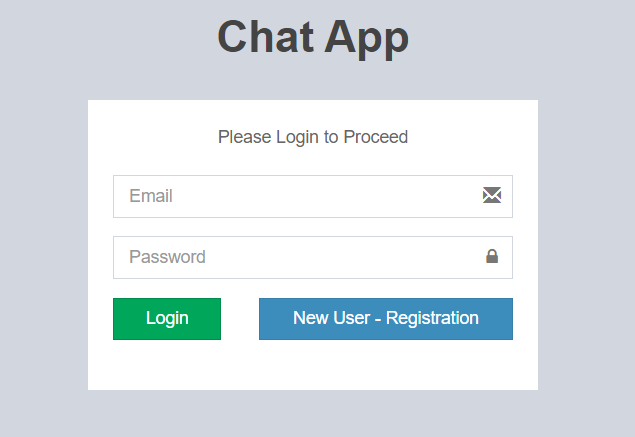 Chat App
Please Login to Proceed
Email
Password
Login
New User - Registration